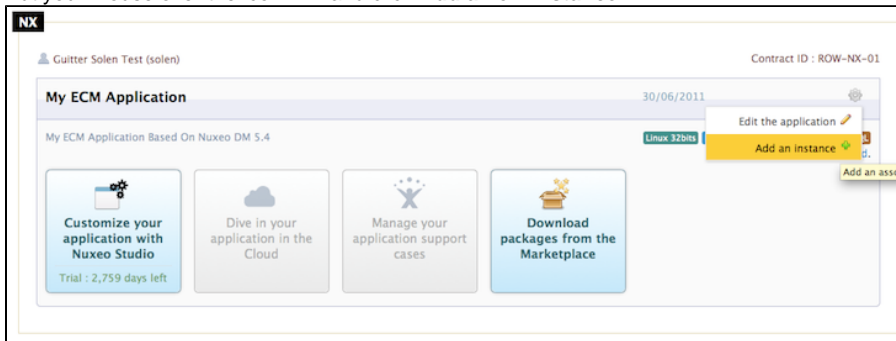 NX
Guitter Solen Test (solen) Contract ID : ROW-NX-01
My ECM Application 30/06/2011
Edit the application
My ECM Application Based On Nuxeo DM 5.4 Linux 32bits
Add an instance
d.
Add an asso
Customize your application with Nuxeo Studio
Trial : 2,759 days left
Dive in your application in the Cloud
Manage your application support cases
Download packages from the Marketplace